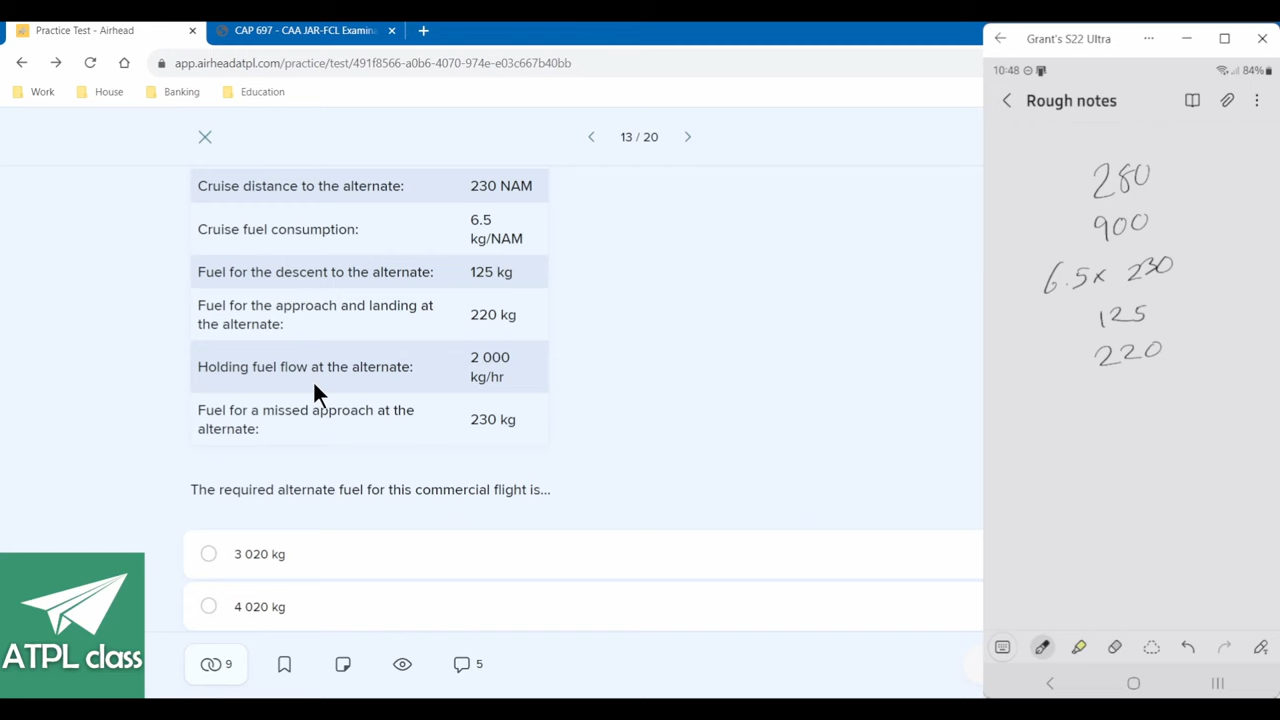 Practice Test - Airhead
CAP 697 - CAA JAR-FCL Examina
app.airheadatpl.com/practice/test/491f8566-a0b6-4070-974e-e03c667b40bb
Work House Banking Education
13 / 20
Cruise distance to the alternate: 230 NAM
Cruise fuel consumption: 6.5 kg/NAM
Fuel for the descent to the alternate: 125 kg
Fuel for the approach and landing at
the alternate: 220 kg
Holding fuel flow at the alternate: 2 000 kg/hr
Fuel for a missed approach at the
alternate: 230 kg
The required alternate fuel for this commercial flight is...
3 020 kg
4 020 kg
9
5
ATPL class
Grant's S22 Ultra
10:48 84%
Rough notes
280
900
6.5 x 230
125
220